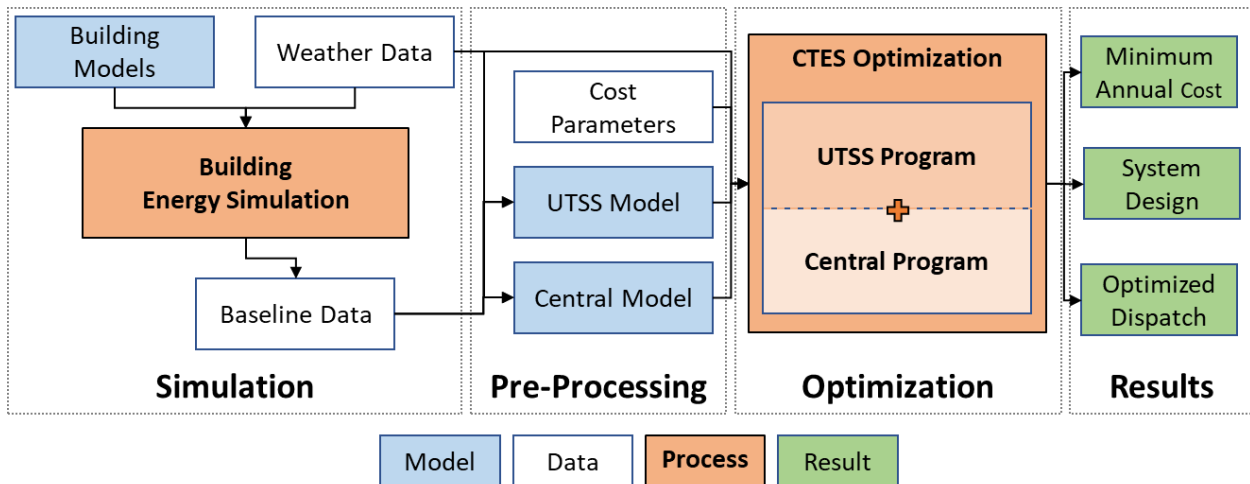 Building
Models
Weather Data
Building
Energy Simulation
Baseline Data
Simulation
Cost
Parameters
UTSS Model
Central Model
Pre-Processing
CTES Optimization
UTSS Program
Central Program
Optimization
Minimum
Annual Cost
System
Design
Optimized
Dispatch
Results
Model
Data
Process
Result